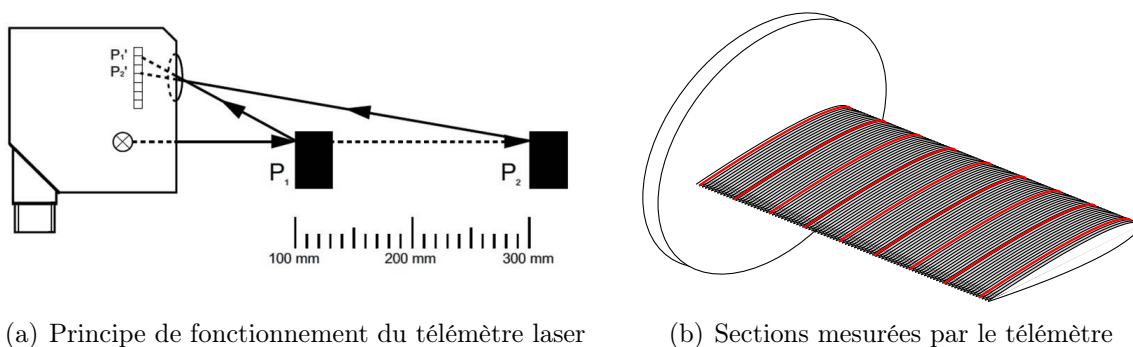 P₁'
P₂'
P₁
P₂
100 mm 200 mm 300 mm
(a) Principe de fonctionnement du télémètre laser
(b) Sections mesurées par le télémètre